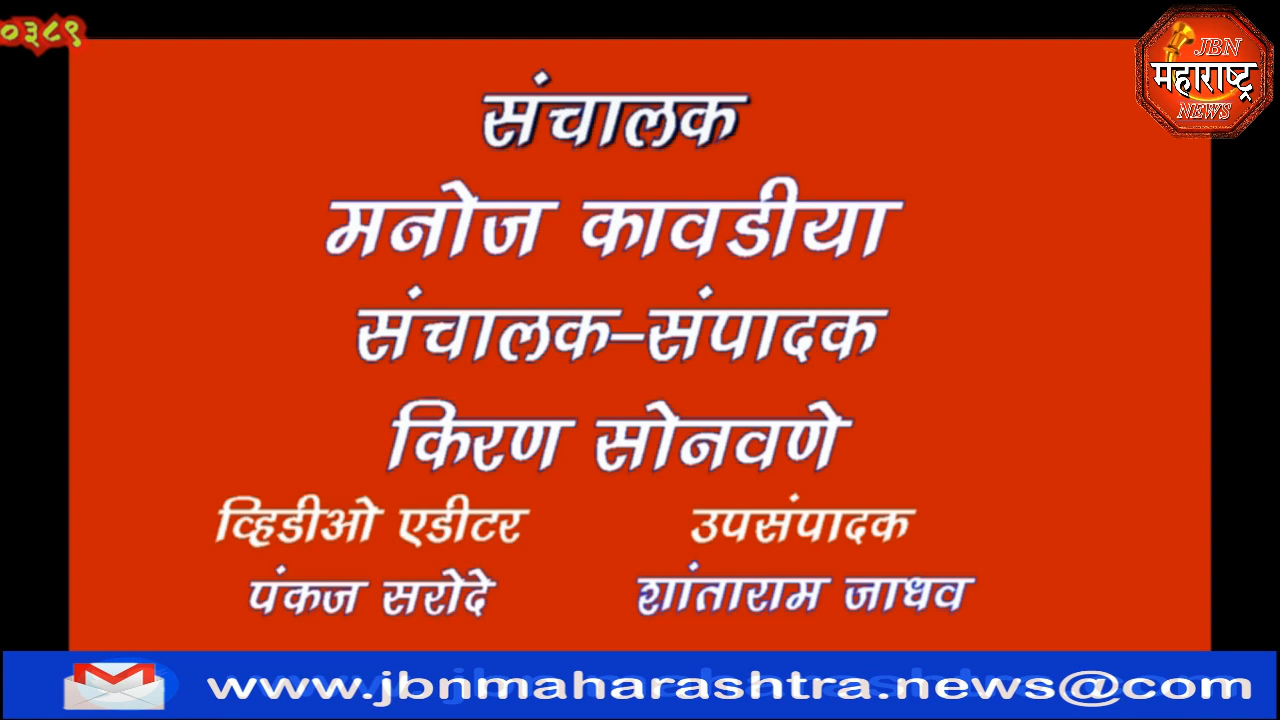 ०३८९
JBN
महाराष्ट्र
NEWS
संचालक
मनोज कावडीया
संचालक-संपादक
किरण सोनवणे
व्हिडीओ एडीटर उपसंपादक
पंकज सरोदे शांताराम जाधव
www.jbnmaharashtra.news@com